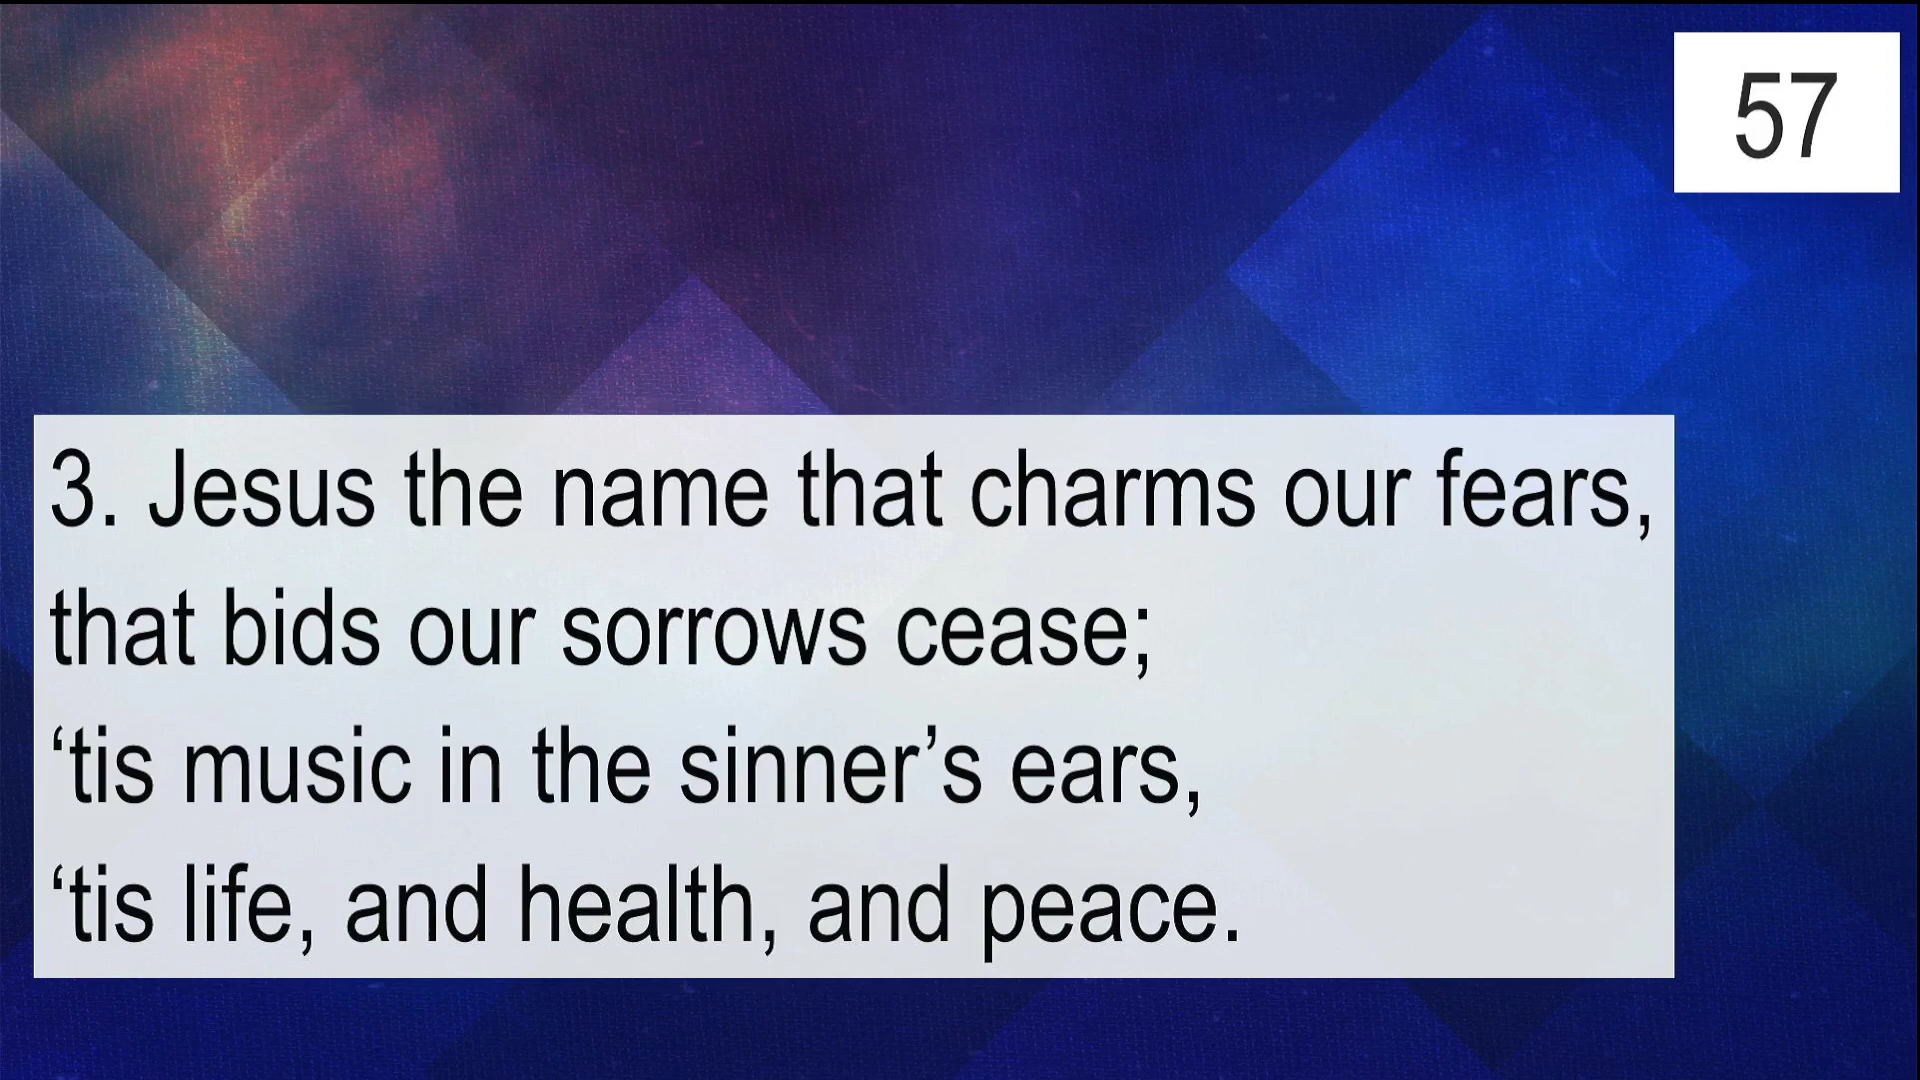 57
3. Jesus the name that charms our fears,
that bids our sorrows cease;
‘tis music in the sinner’s ears,
‘tis life, and health, and peace.